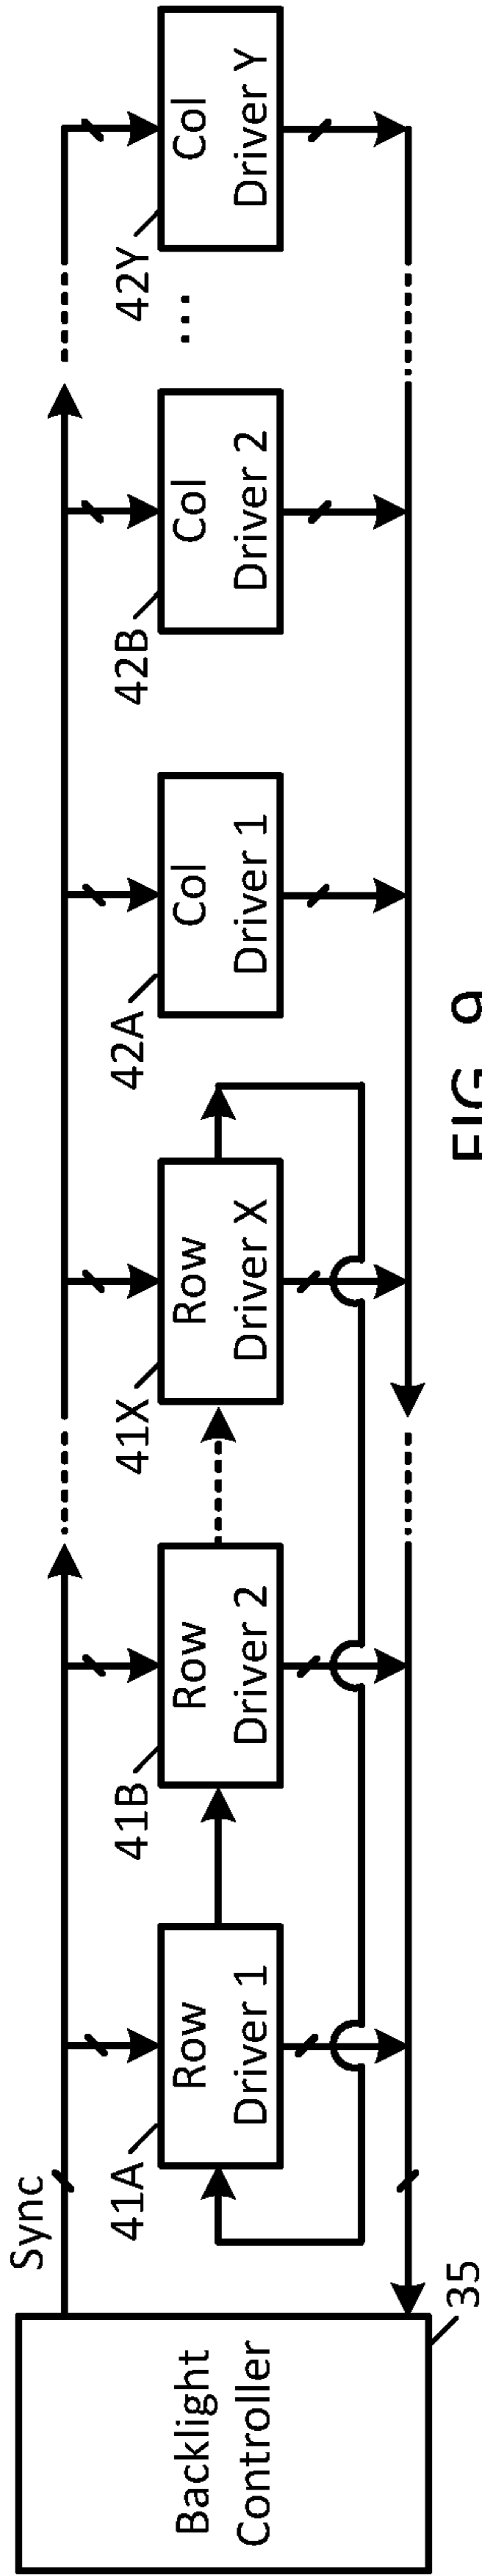 Backlight
Controller
35
Sync
41A
Row
Driver 1
41B
Row
Driver 2
41X
Row
Driver X
42A
Col
Driver 1
42B
Col
Driver 2
...
42Y
Col
Driver Y
FIG. 9